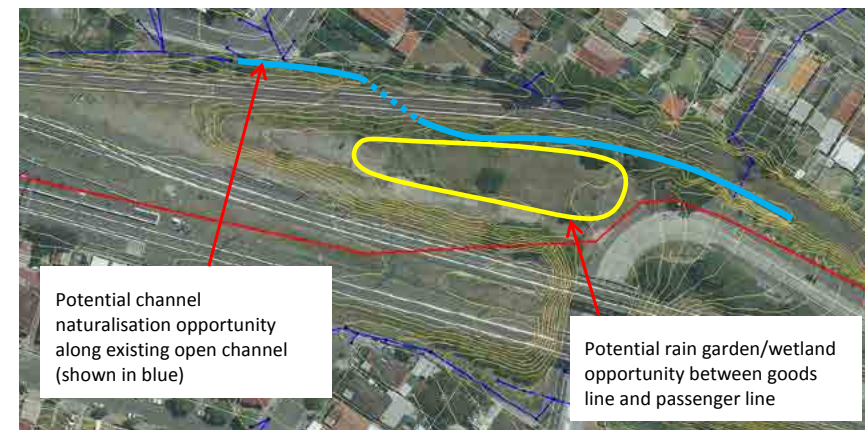 Potential channel
naturalisation opportunity
along existing open channel
(shown in blue)
Potential rain garden/wetland
opportunity between goods
line and passenger line